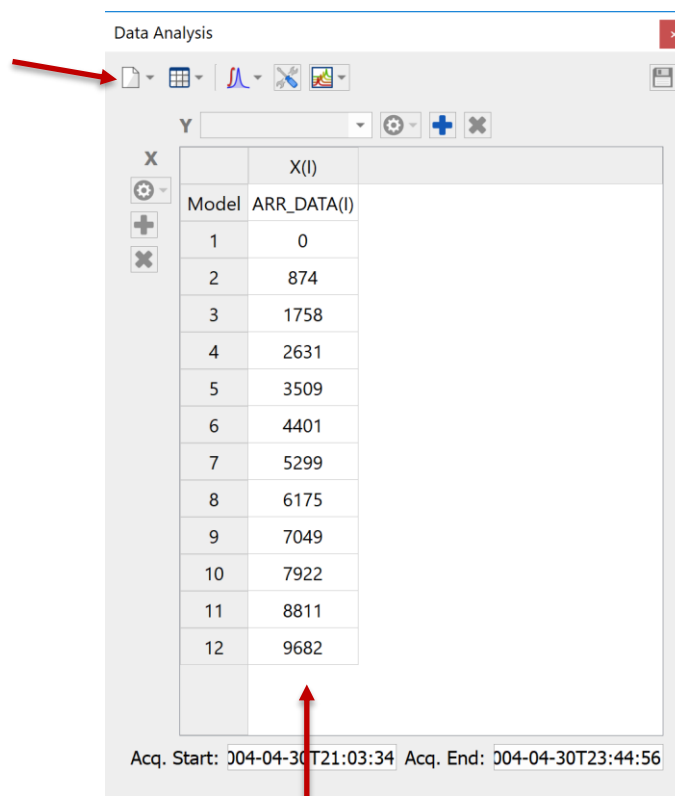 Data Analysis
Y
X
X(I)
Model ARR_DATA(I)
1 0
2 874
3 1758
4 2631
5 3509
6 4401
7 5299
8 6175
9 7049
10 7922
11 8811
12 9682
Acq. Start: 004-04-30T21:03:34 Acq. End: 004-04-30T23:44:56